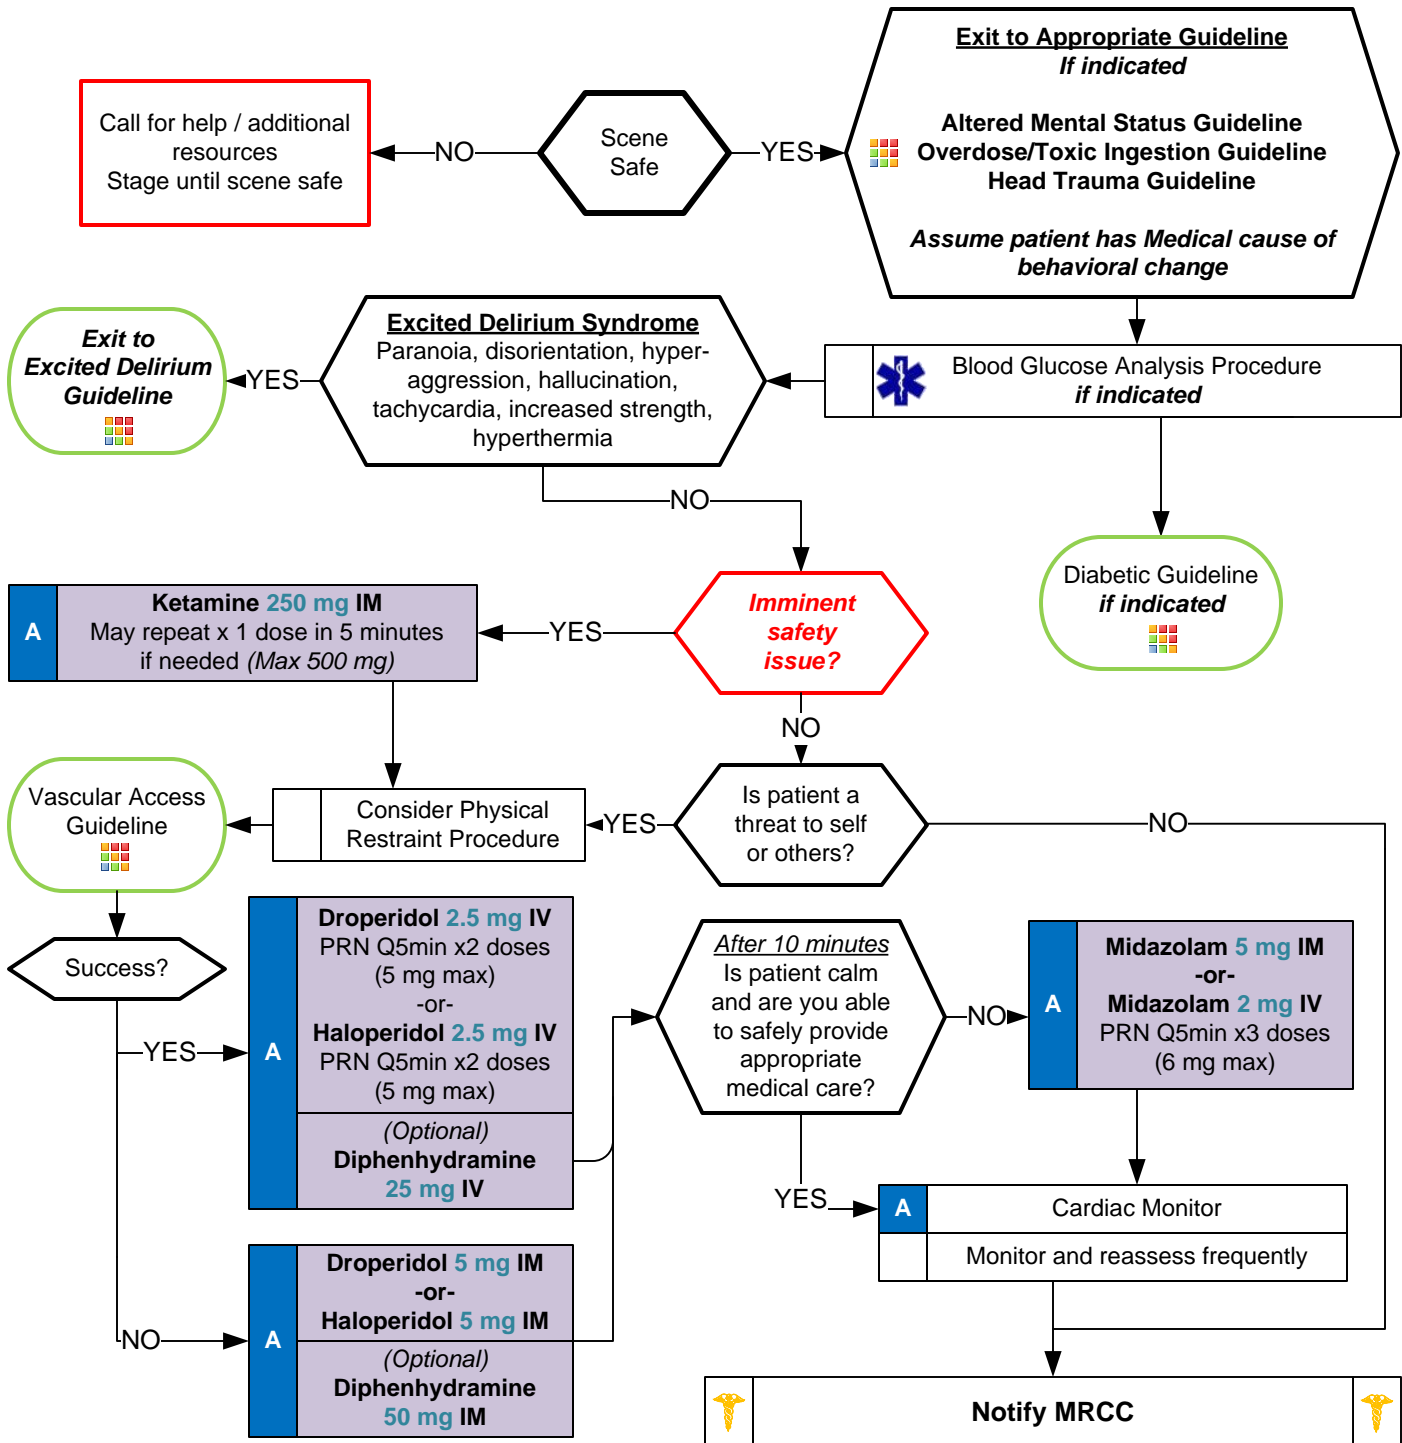 Exit to Appropriate Guideline
If indicated
Altered Mental Status Guideline
Overdose/Toxic Ingestion Guideline
Head Trauma Guideline
Assume patient has Medical cause of
behavioral change
Call for help / additional
resources
Stage until scene safe
NO
Scene
Safe
YES
Exit to
Excited Delirium
Guideline
YES
Excited Delirium Syndrome
Paranoia, disorientation, hyper-
aggression, hallucination,
tachycardia, increased strength,
hyperthermia
Blood Glucose Analysis Procedure
if indicated
NO
Diabetic Guideline
if indicated
A
Ketamine 250 mg IM
May repeat x 1 dose in 5 minutes
if needed (Max 500 mg)
YES
Imminent
safety
issue?
NO
Vascular Access
Guideline
Consider Physical
Restraint Procedure
YES
Is patient a
threat to self
or others?
NO
Success?
YES
A
Droperidol 2.5 mg IV
PRN Q5min x2 doses
(5 mg max)
-or-
Haloperidol 2.5 mg IV
PRN Q5min x2 doses
(5 mg max)
(Optional)
Diphenhydramine
25 mg IV
After 10 minutes
Is patient calm
and are you able
to safely provide
appropriate
medical care?
NO
A
Midazolam 5 mg IM
-or-
Midazolam 2 mg IV
PRN Q5min x3 doses
(6 mg max)
YES
A
Cardiac Monitor
Monitor and reassess frequently
NO
A
Droperidol 5 mg IM
-or-
Haloperidol 5 mg IM
(Optional)
Diphenhydramine
50 mg IM
Notify MRCC